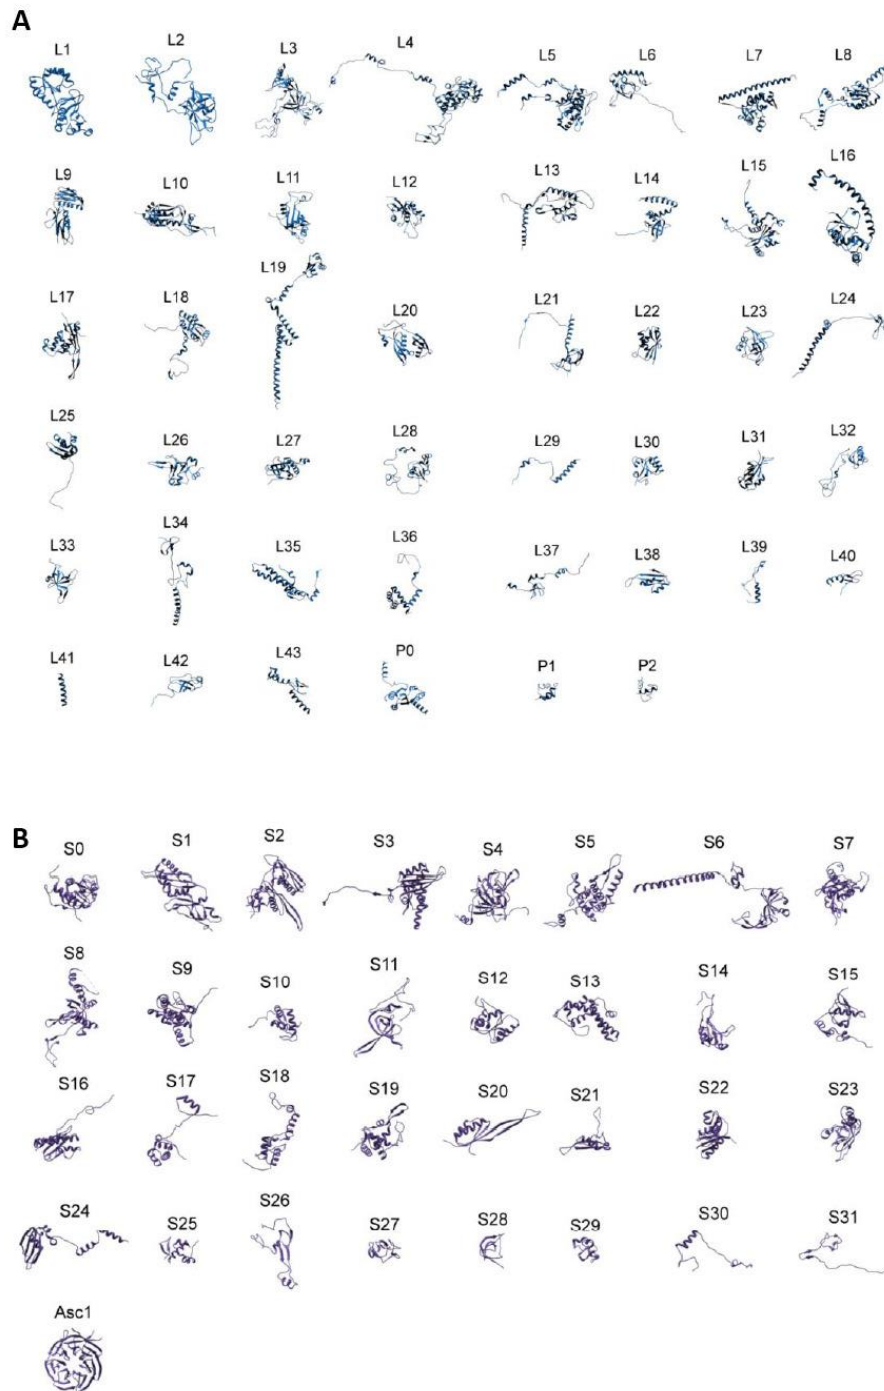 A
L1 L2 L3 L4 L5 L6 L7 L8
L9 L10 L11 L12 L13 L14 L15 L16
L17 L18 L19 L20 L21 L22 L23 L24
L25 L26 L27 L28 L29 L30 L31 L32
L33 L34 L35 L36 L37 L38 L39 L40
L41 L42 L43 P0 P1 P2
B
S0 S1 S2 S3 S4 S5 S6 S7
S8 S9 S10 S11 S12 S13 S14 S15
S16 S17 S18 S19 S20 S21 S22 S23
S24 S25 S26 S27 S28 S29 S30 S31
Asc1